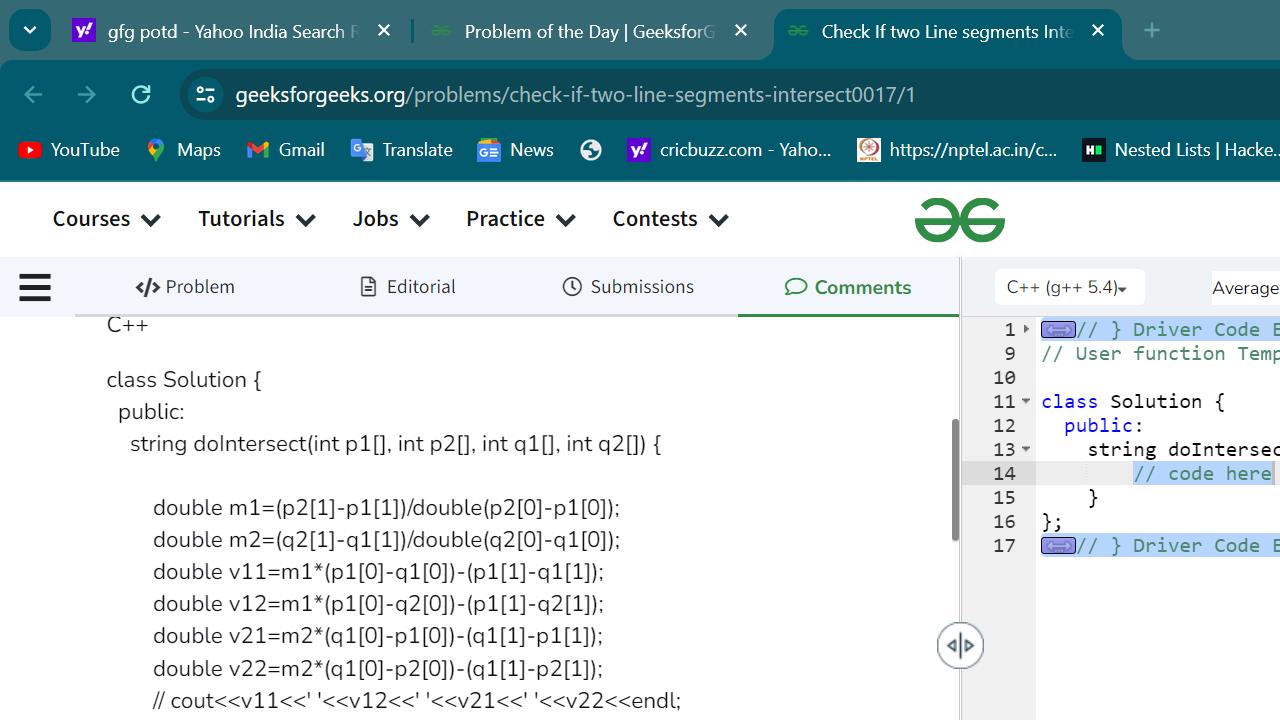 gfg potd - Yahoo India Search R
Problem of the Day | GeeksforG
Check If two Line segments Inte
geeksforgeeks.org/problems/check-if-two-line-segments-intersect0017/1
YouTube
Maps
Gmail
Translate
News
cricbuzz.com - Yaho...
https://nptel.ac.in/c...
Nested Lists | Hacke...
Courses
Tutorials
Jobs
Practice
Contests
</> Problem
Editorial
Submissions
Comments
C++
class Solution {
public:
string doIntersect(int p1[], int p2[], int q1[], int q2[]) {
double m1=(p2[1]-p1[1])/double(p2[0]-p1[0]);
double m2=(q2[1]-q1[1])/double(q2[0]-q1[0]);
double v11=m1*(p1[0]-q1[0])-(p1[1]-q1[1]);
double v12=m1*(p1[0]-q2[0])-(p1[1]-q2[1]);
double v21=m2*(q1[0]-p1[0])-(q1[1]-p1[1]);
double v22=m2*(q1[0]-p2[0])-(q1[1]-p2[1]);
// cout<<v11<<' '<<v12<<' '<<v21<<' '<<v22<<endl;
C++ (g++ 5.4)
Average
1 // } Driver Code E
9 // User function Temp
10
11 class Solution {
12 public:
13 string doIntersec
14 // code here
15 }
16 };
17 // } Driver Code E